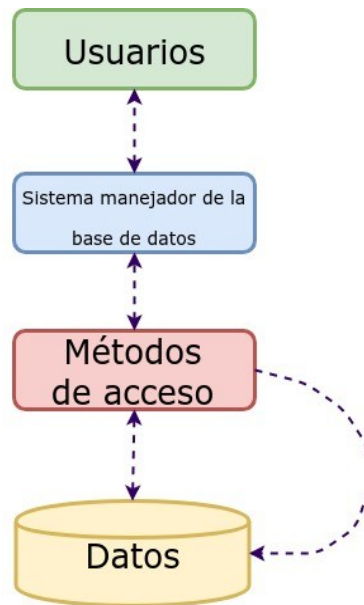 Usuarios
Sistema manejador de la
base de datos
Métodos
de acceso
Datos